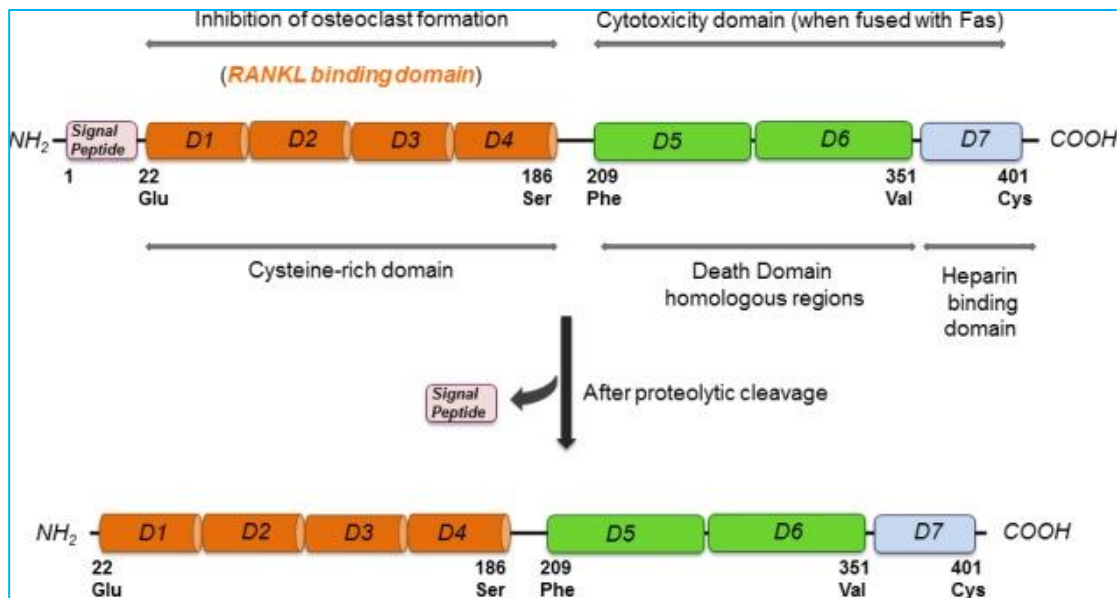 Inhibition of osteoclast formation
Cytotoxicity domain (when fused with Fas)
(RANKL binding domain)
NH2
Signal
Peptide
D1
D2
D3
D4
D5
D6
D7
COOH
1
22
Glu
186
Ser
209
Phe
351
Val
401
Cys
Cysteine-rich domain
Death Domain
homologous regions
Heparin
binding
domain
Signal
Peptide
After proteolytic cleavage
NH2
D1
D2
D3
D4
D5
D6
D7
COOH
22
Glu
186
Ser
209
Phe
351
Val
401
Cys